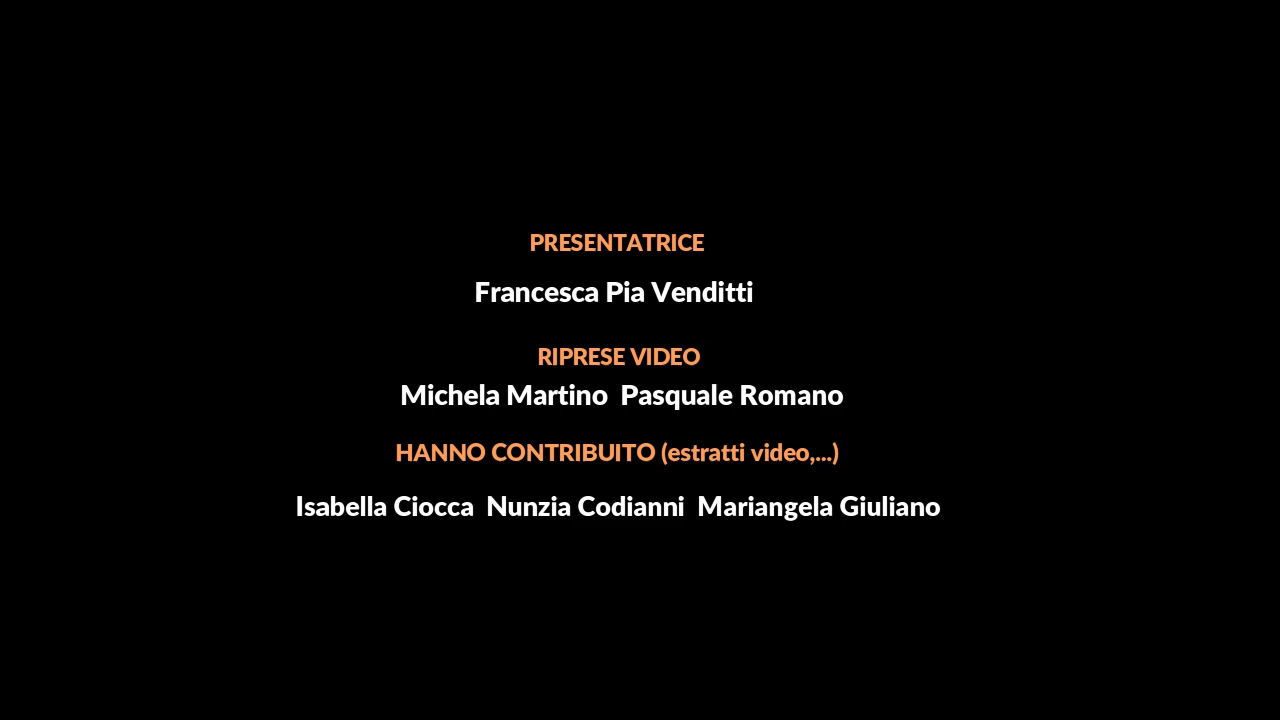 PRESENTATRICE
Francesca Pia Venditti
RIPRESE VIDEO
Michela Martino  Pasquale Romano
HANNO CONTRIBUITO (estratti video,...)
Isabella Ciocca  Nunzia Codianni  Mariangela Giuliano